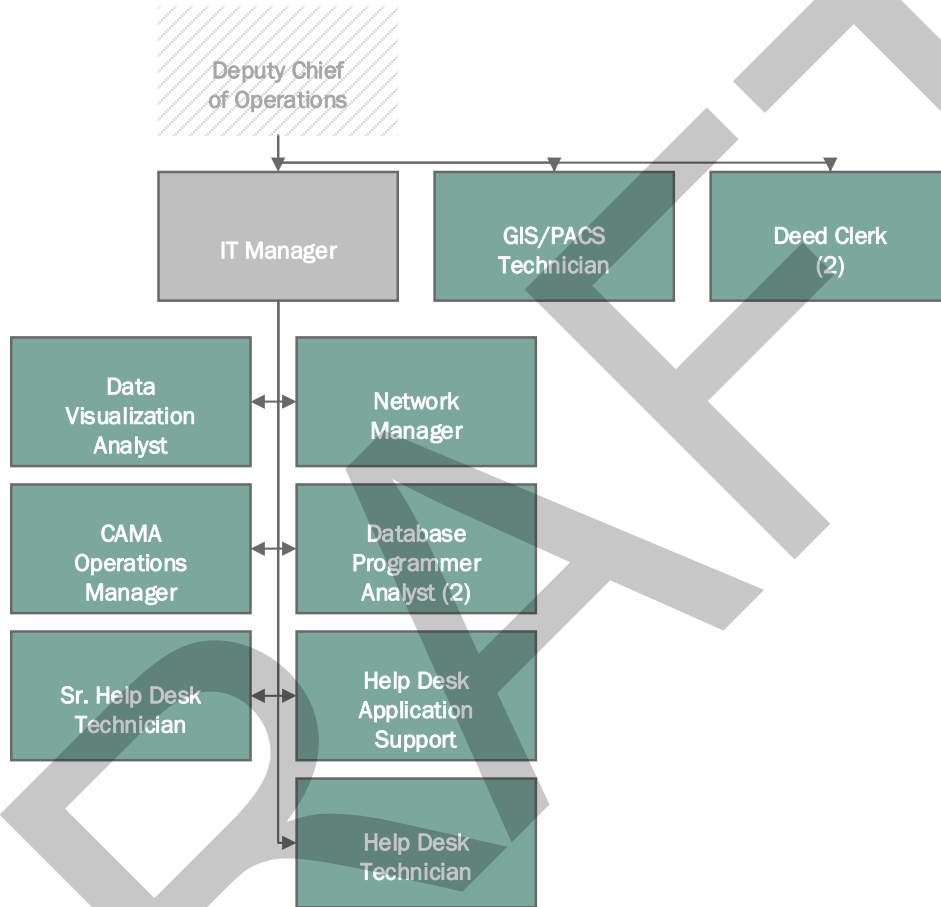 Deputy Chief
of Operations
IT Manager
GIS/PACS
Technician
Deed Clerk
(2)
Data
Visualization
Analyst
Network
Manager
CAMA
Operations
Manager
Database
Programmer
Analyst (2)
Sr. Help Desk
Technician
Help Desk
Application
Support
Help Desk
Technician
DRAFT